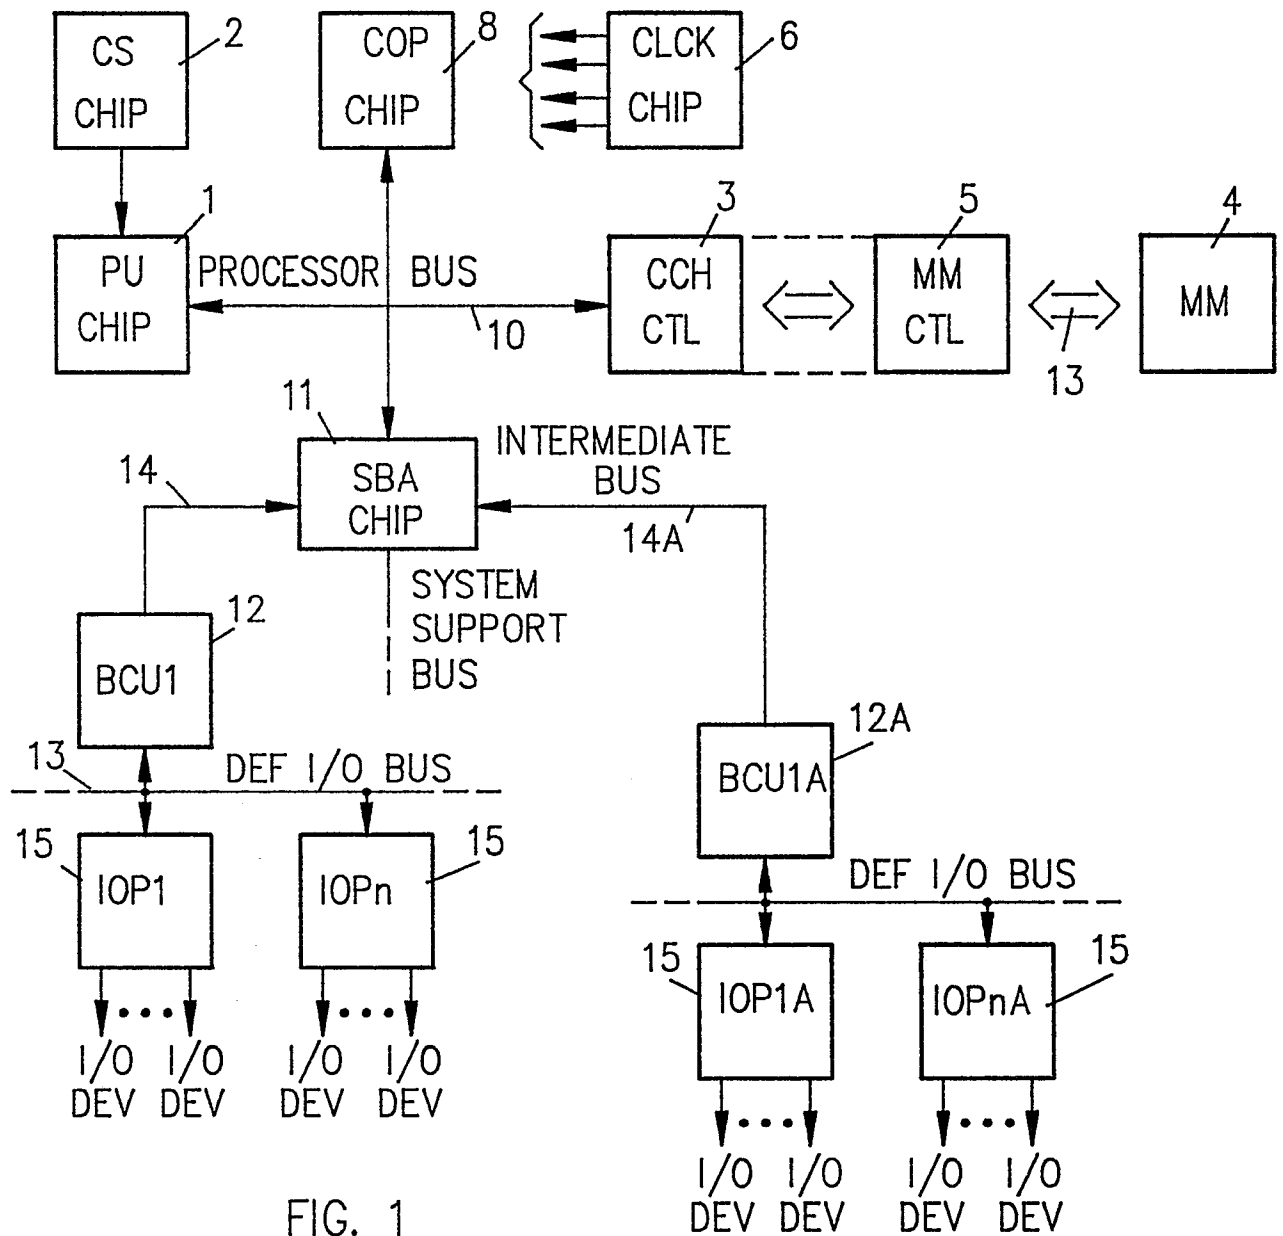 CS
CHIP
2
COP
CHIP
8
CLCK
CHIP
6
1
PU
CHIP
PROCESSOR BUS
10
3
CCH
CTL
5
MM
CTL
13
4
MM
11
SBA
CHIP
INTERMEDIATE
BUS
14
14A
SYSTEM
SUPPORT
BUS
12
BCU1
12A
BCU1A
13
DEF I/O BUS
15
IOP1
IOPn
15
DEF I/O BUS
15
IOP1A
IOPnA
15
I/O
DEV
I/O
DEV
I/O
DEV
I/O
DEV
I/O
DEV
I/O
DEV
I/O
DEV
I/O
DEV
FIG. 1